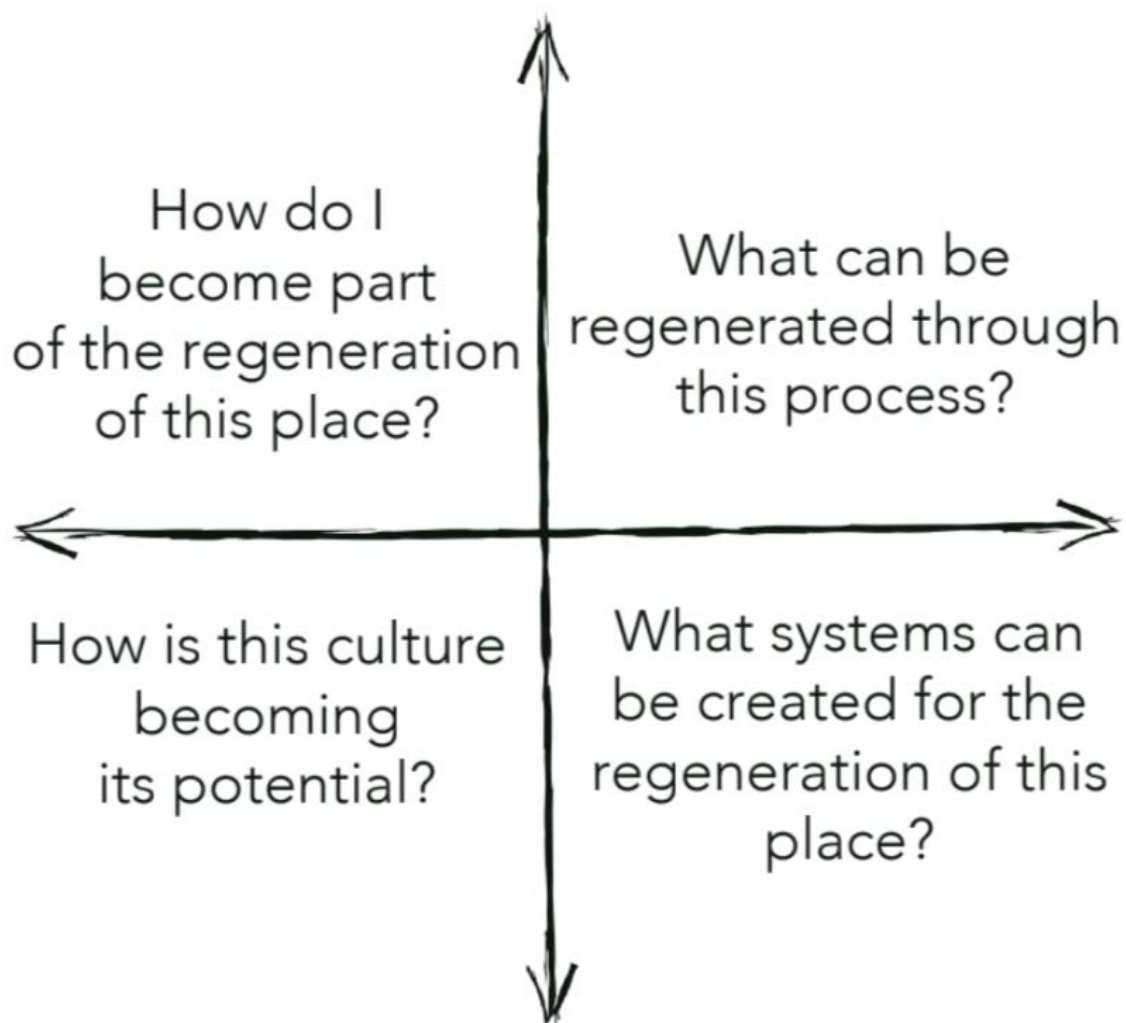 How do I
become part
of the regeneration
of this place?
What can be
regenerated through
this process?
How is this culture
becoming
its potential?
What systems can
be created for the
regeneration of this
place?